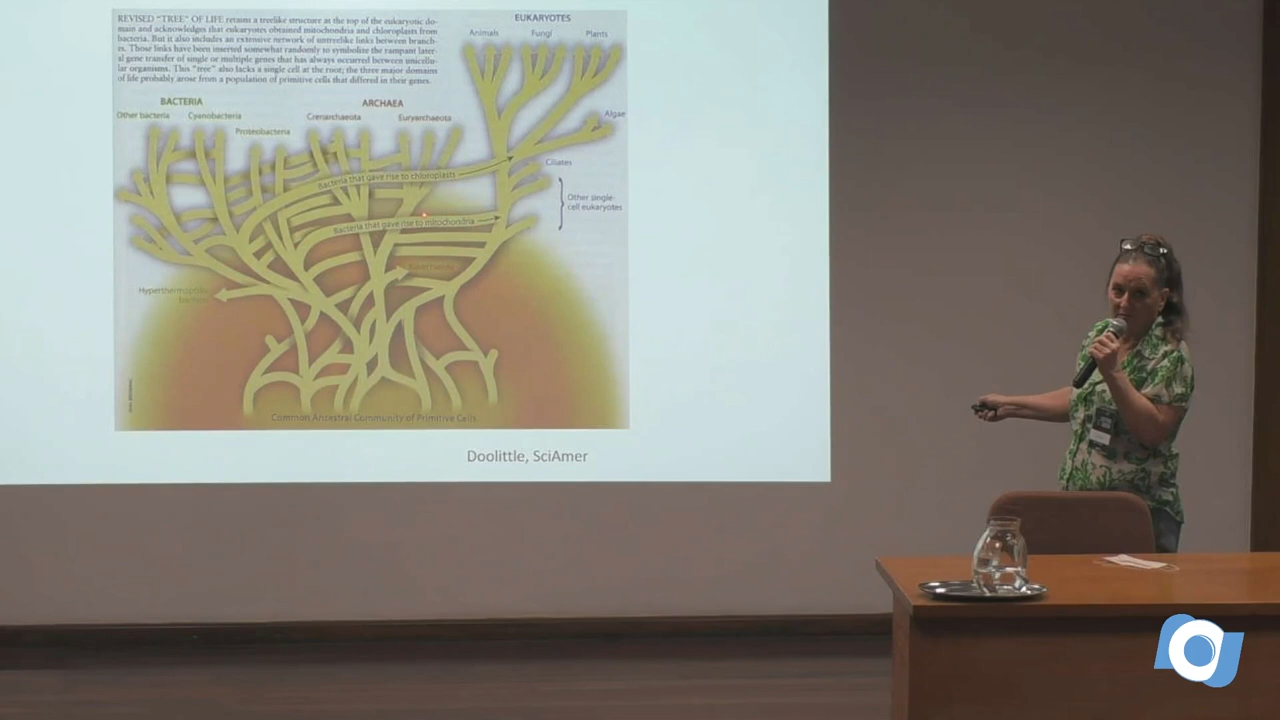 REVISED "TREE" OF LIFE retains a treelike structure at the top of the eukaryotic do-
main and acknowledges that eukaryotes obtained mitochondria and chloroplasts from
bacteria. But it also includes an extensive network of untreelike links between branch-
es. Those links have been inserted somewhat randomly to symbolize the rampant later-
al gene transfer of single or multiple genes that has always occurred between unicellu-
lar organisms. This "tree" also lacks a single cell at the root; the three major domains
of life probably arose from a population of primitive cells that differed in their genes.
EUKARYOTES
Animals Fungi Plants
BACTERIA ARCHAEA
Other bacteria Cyanobacteria Crenarchaeota Euryarchaeota
Proteobacteria
Algae
Ciliates
Bacteria that gave rise to chloroplasts
Other single-
cell eukaryotes
Bacteria that gave rise to mitochondria
Hyperthermophilic
bacteria
Common Ancestral Community of Primitive Cells
Doolittle, SciAmer